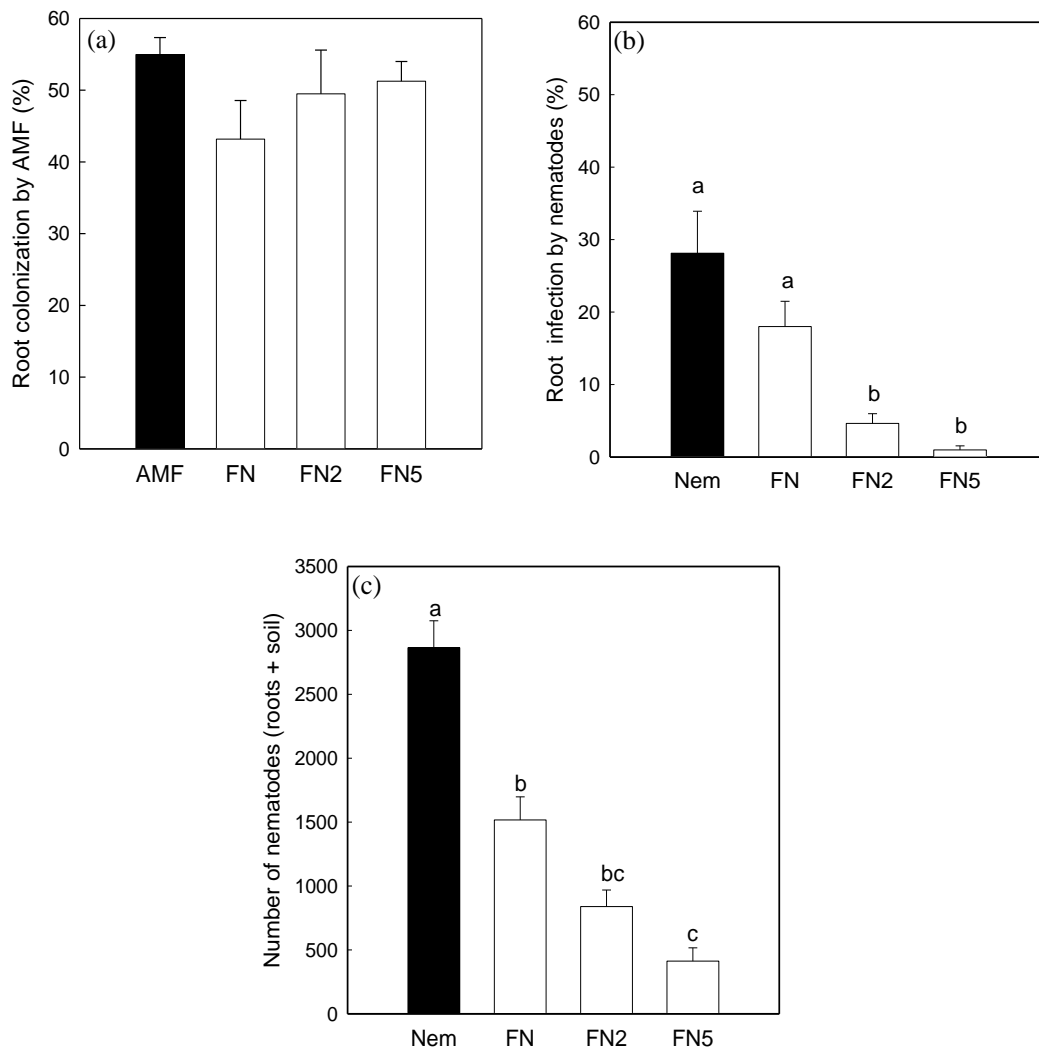 (a)
Root colonization by AMF (%)
60
50
40
30
20
10
0
AMF FN FN2 FN5
(b)
Root infection by nematodes (%)
60
50
40
30
20
10
0
a
a
b
b
Nem FN FN2 FN5
(c)
Number of nematodes (roots + soil)
3500
3000
2500
2000
1500
1000
500
0
a
b
bc
c
Nem FN FN2 FN5